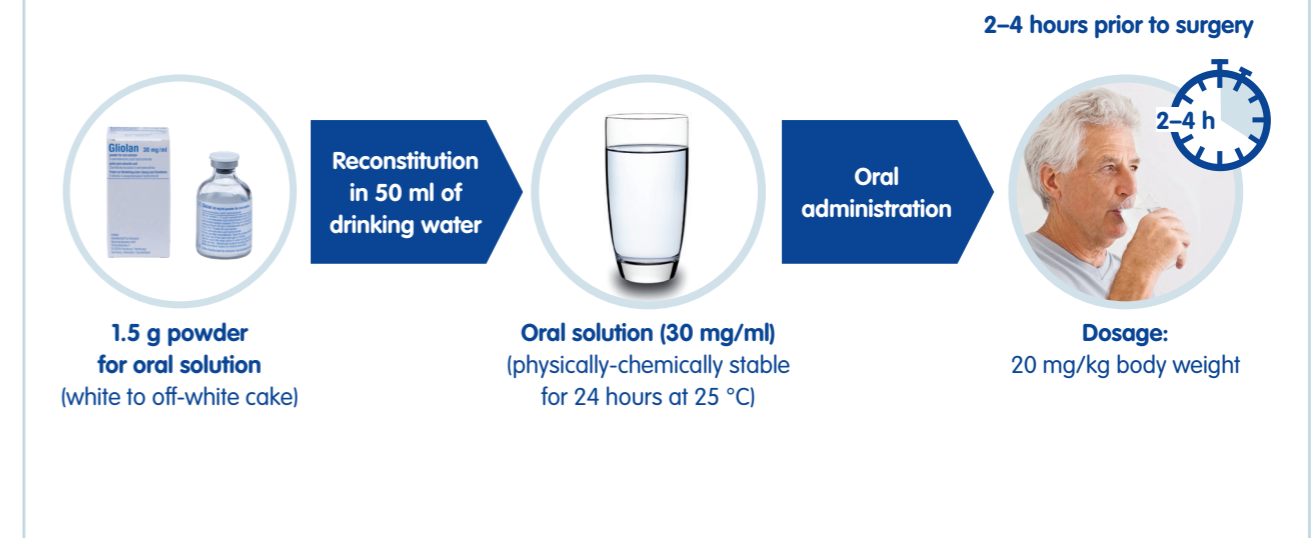 2–4 hours prior to surgery
2–4 h
Gliolan 30 mg/ml
Reconstitution
in 50 ml of
drinking water
Oral
administration
1.5 g powder
for oral solution
(white to off-white cake)
Oral solution (30 mg/ml)
(physically-chemically stable
for 24 hours at 25 °C)
Dosage:
20 mg/kg body weight